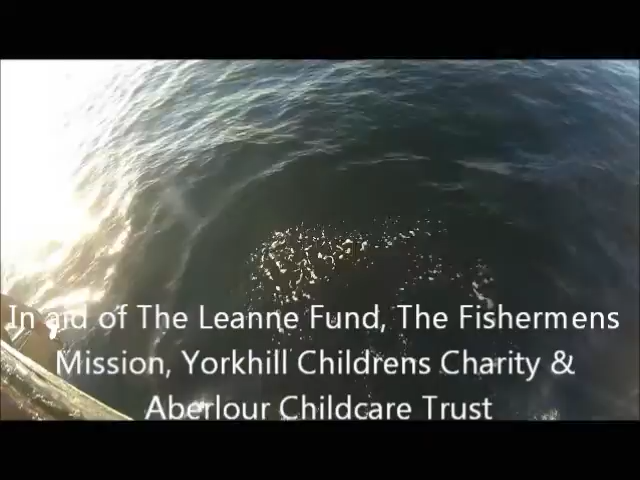 In aid of The Leanne Fund, The Fishermens
Mission, Yorkhill Childrens Charity &
Aberlour Childcare Trust